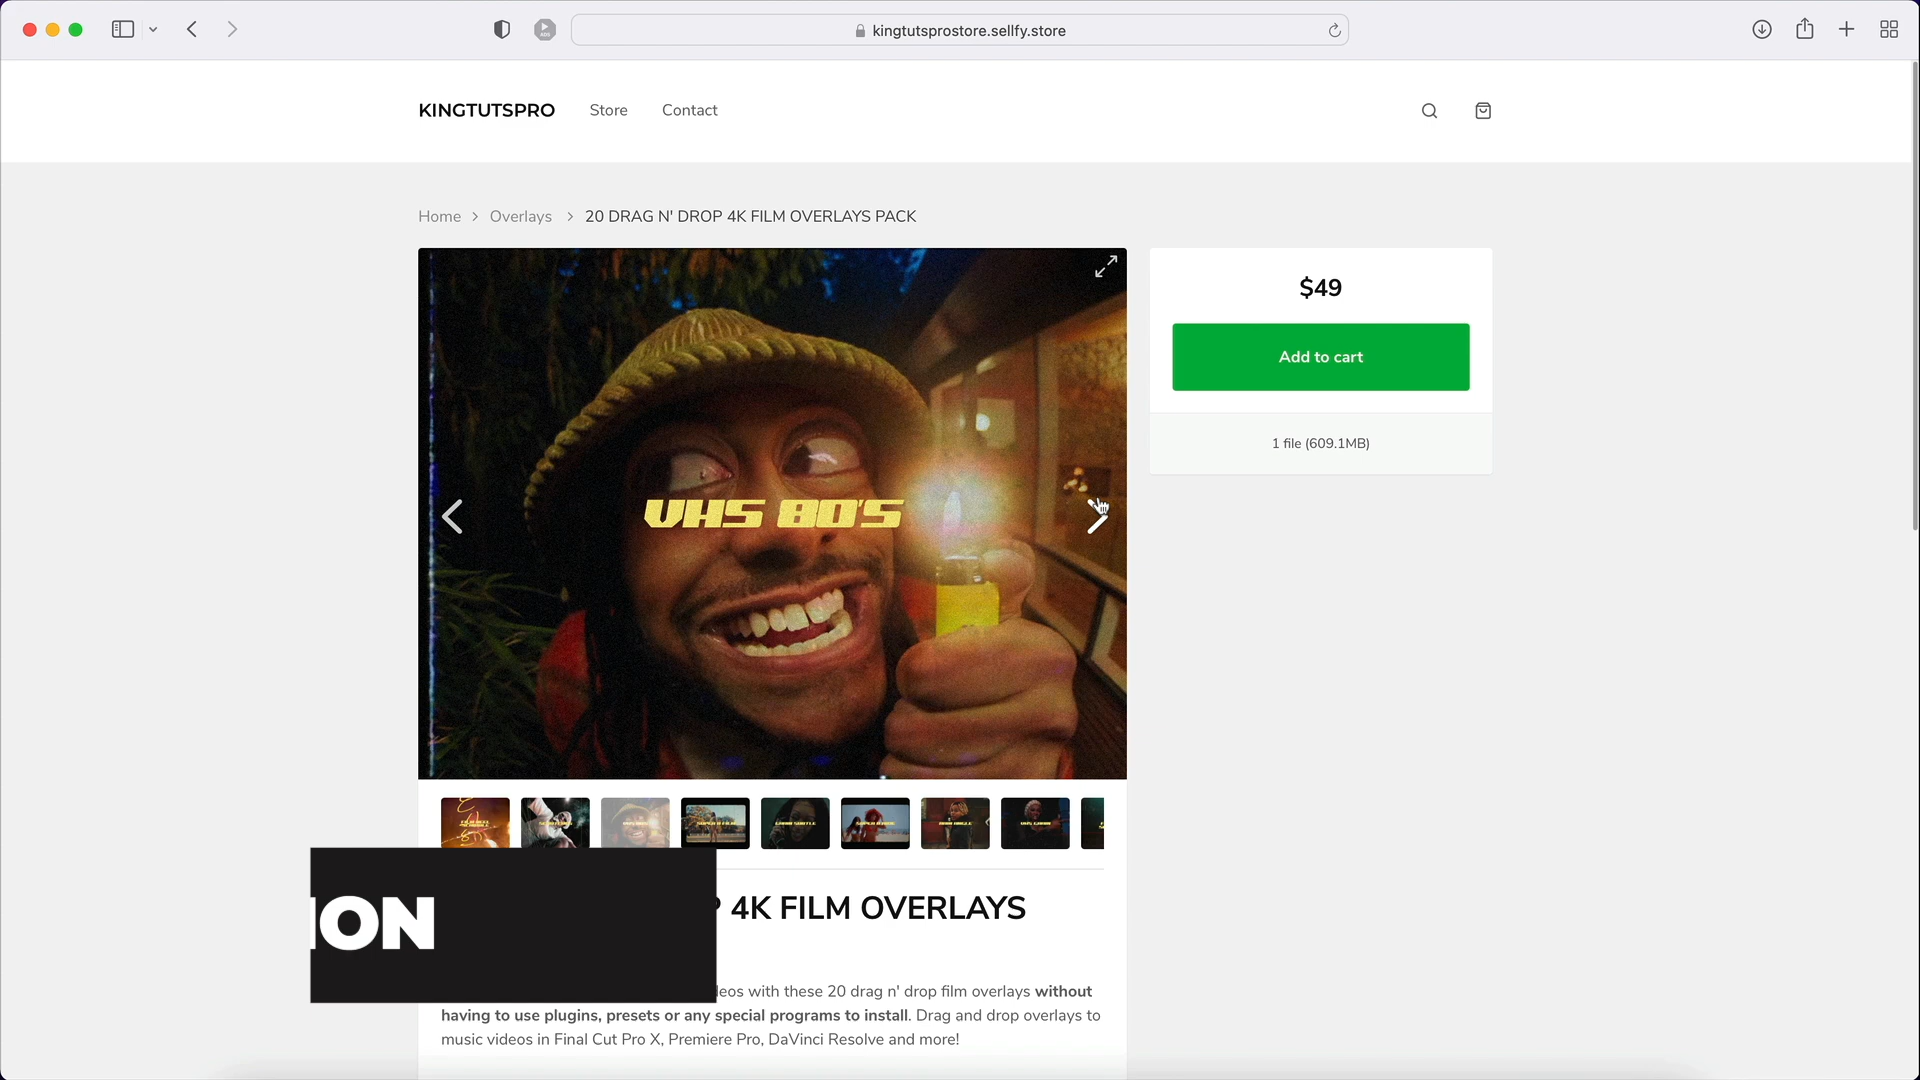 kingtutsprostore.sellfy.store
KINGTUTSPRO
Store
Contact
Home
Overlays
20 DRAG N' DROP 4K FILM OVERLAYS PACK
VHS 80'S
$49
Add to cart
1 file (609.1MB)
4K FILM OVERLAYS
ION
with these 20 drag n' drop film overlays without
having to use plugins, presets or any special programs to install. Drag and drop overlays to
music videos in Final Cut Pro X, Premiere Pro, DaVinci Resolve and more!